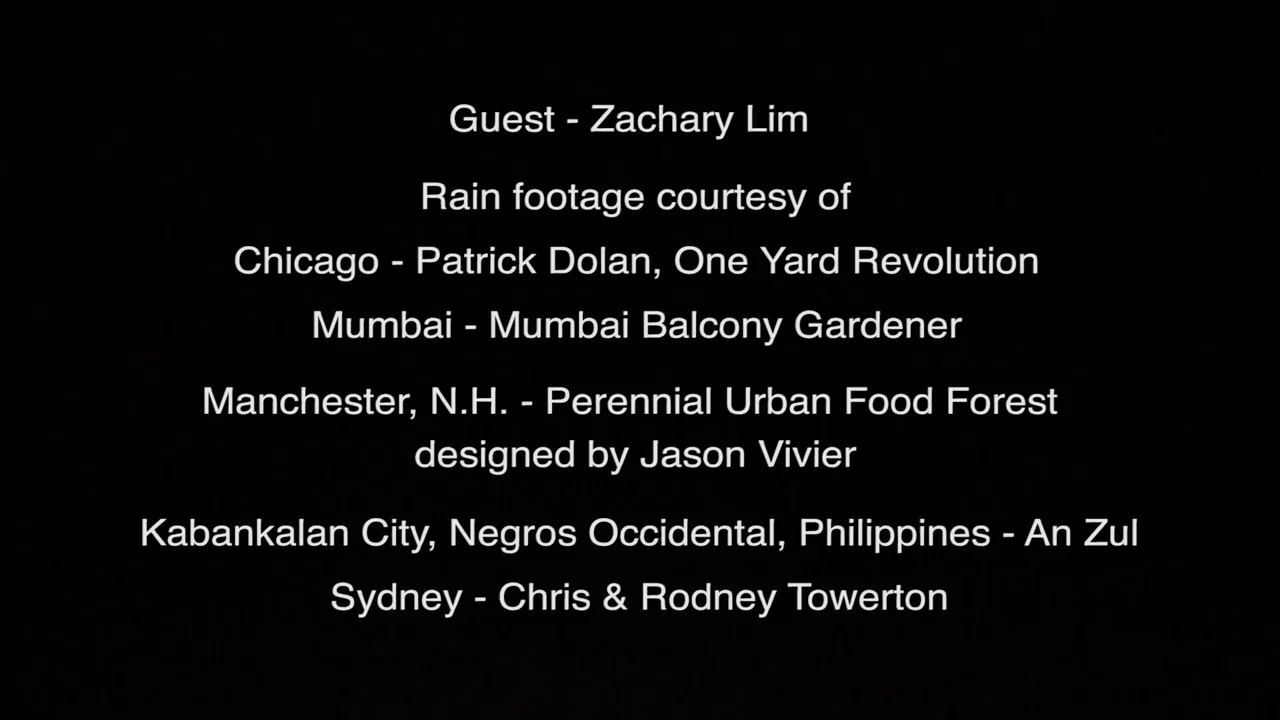 Guest - Zachary Lim
Rain footage courtesy of
Chicago - Patrick Dolan, One Yard Revolution
Mumbai - Mumbai Balcony Gardener
Manchester, N.H. - Perennial Urban Food Forest
designed by Jason Vivier
Kabankalan City, Negros Occidental, Philippines - An Zul
Sydney - Chris & Rodney Towerton